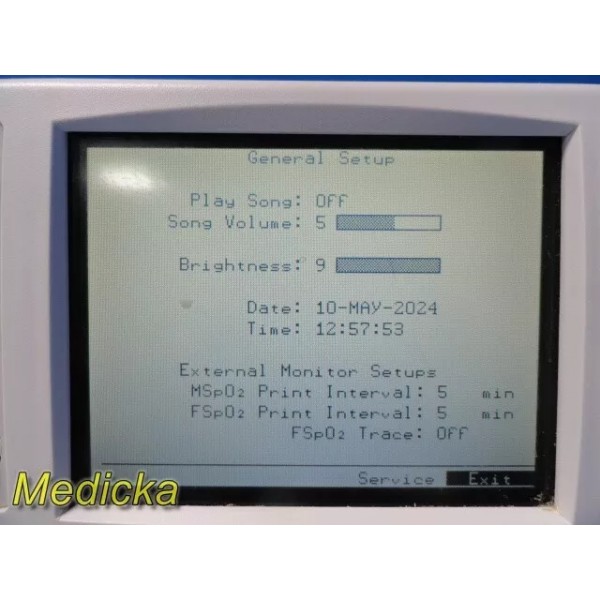 General Setup
Play Song: Off
Song Volume: 5
Brightness: 9
Date: 10-MAY-2024
Time: 12:57:53
External Monitor Setups
MSpO2 Print Interval: 5 min
FSpO2 Print Interval: 5 min
FSpO2 Trace: Off
Service Exit
Medicka